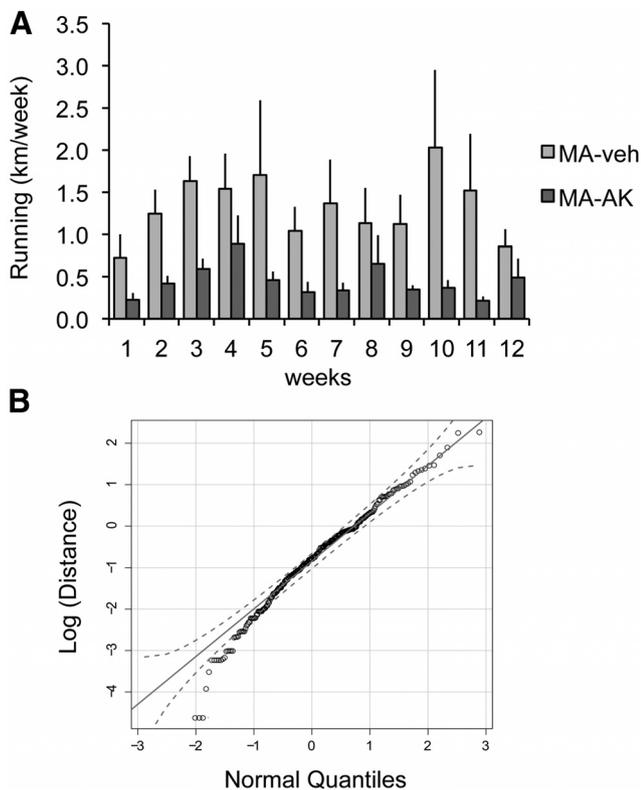 A
Running (km/week)
3.5
3.0
2.5
2.0
1.5
1.0
0.5
0.0
1 2 3 4 5 6 7 8 9 10 11 12
weeks
MA-veh
MA-AK
B
Log (Distance)
2
1
0
−1
−2
−3
−4
−3 −2 −1 0 1 2 3
Normal Quantiles